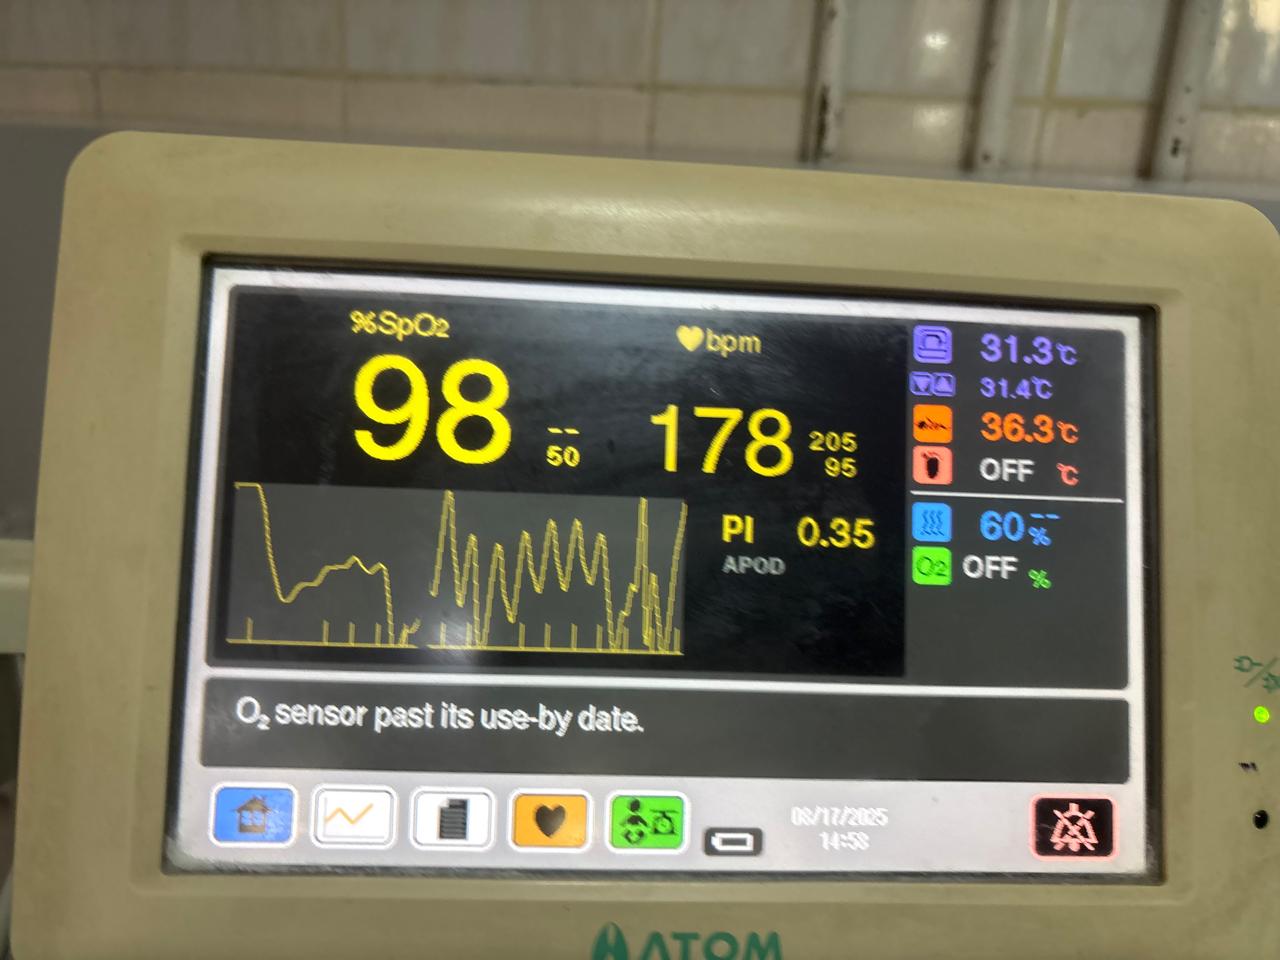 %SpO2
98
--
50
♥bpm
178
205
95
PI 0.35
APOD
31.3℃
31.4℃
36.3℃
OFF ℃
60 -- %
O2 OFF %
O₂ sensor past its use-by date.
08/17/2025
14:58
ATOM